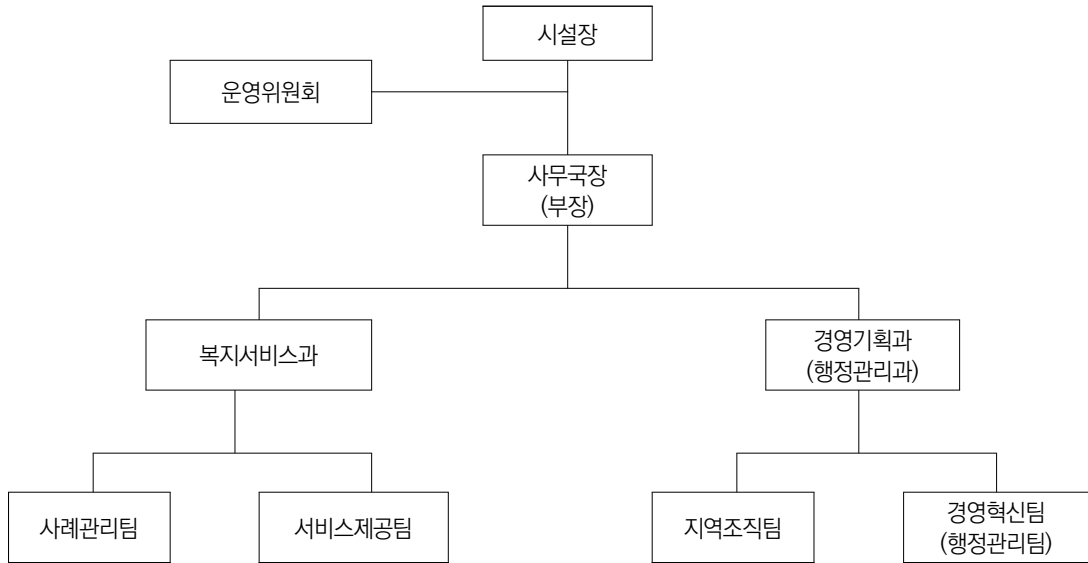 시설장
운영위원회
사무국장
(부장)
복지서비스과
경영기획과
(행정관리과)
사례관리팀
서비스제공팀
지역조직팀
경영혁신팀
(행정관리팀)